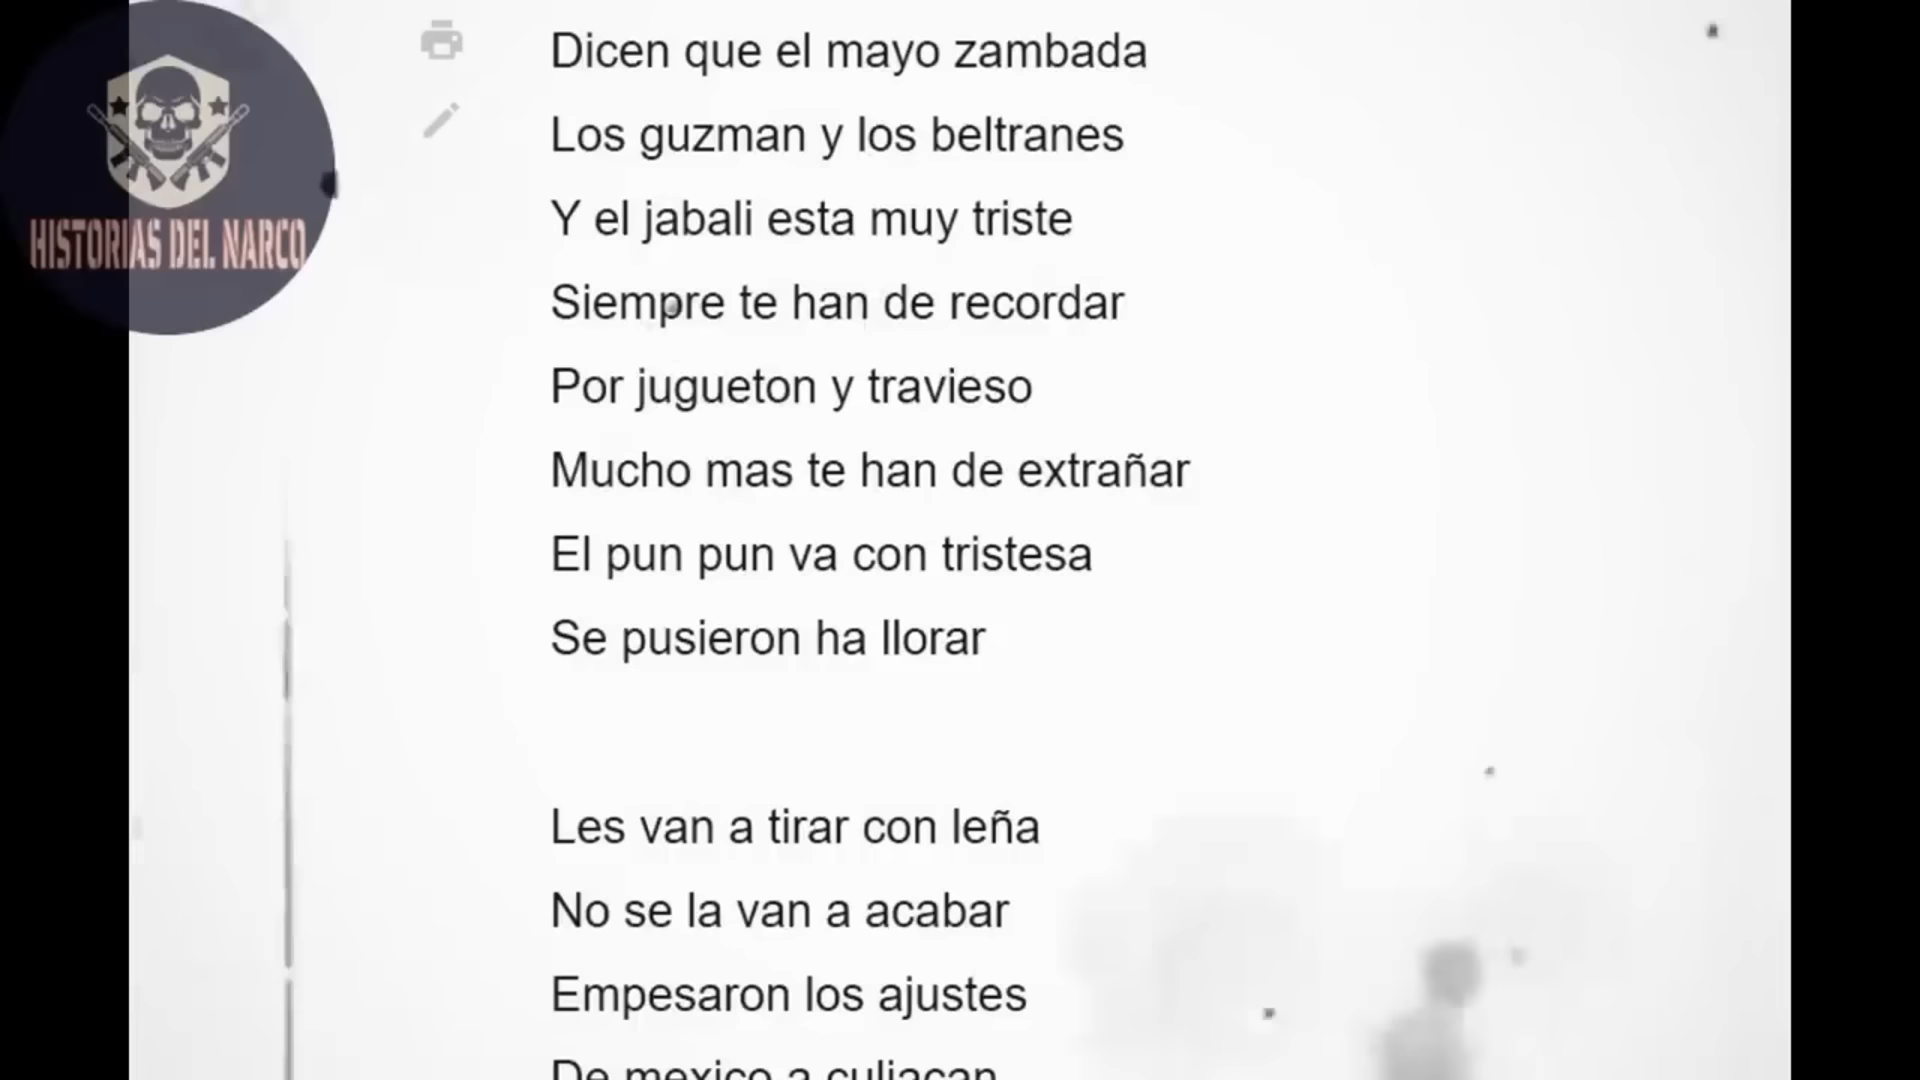 HISTORIAS DEL NARCO
Dicen que el mayo zambada
Los guzman y los beltranes
Y el jabali esta muy triste
Siempre te han de recordar
Por jugueton y travieso
Mucho mas te han de extrañar
El pun pun va con tristesa
Se pusieron ha llorar
Les van a tirar con leña
No se la van a acabar
Empesaron los ajustes
De mexico a culiacan